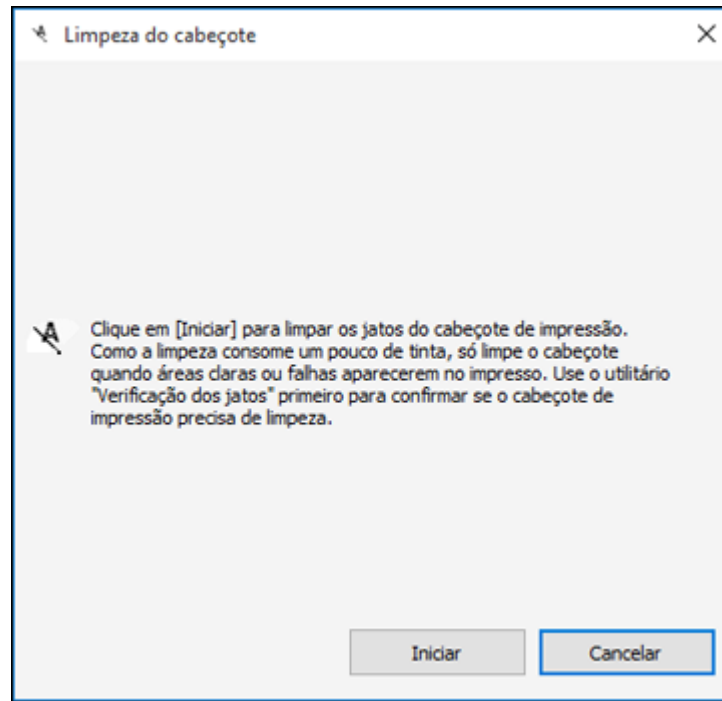 Limpeza do cabeçote
Clique em [Iniciar] para limpar os jatos do cabeçote de impressão.
Como a limpeza consome um pouco de tinta, só limpe o cabeçote
quando áreas claras ou falhas aparecerem no impresso. Use o utilitário
"Verificação dos jatos" primeiro para confirmar se o cabeçote de
impressão precisa de limpeza.
Iniciar
Cancelar